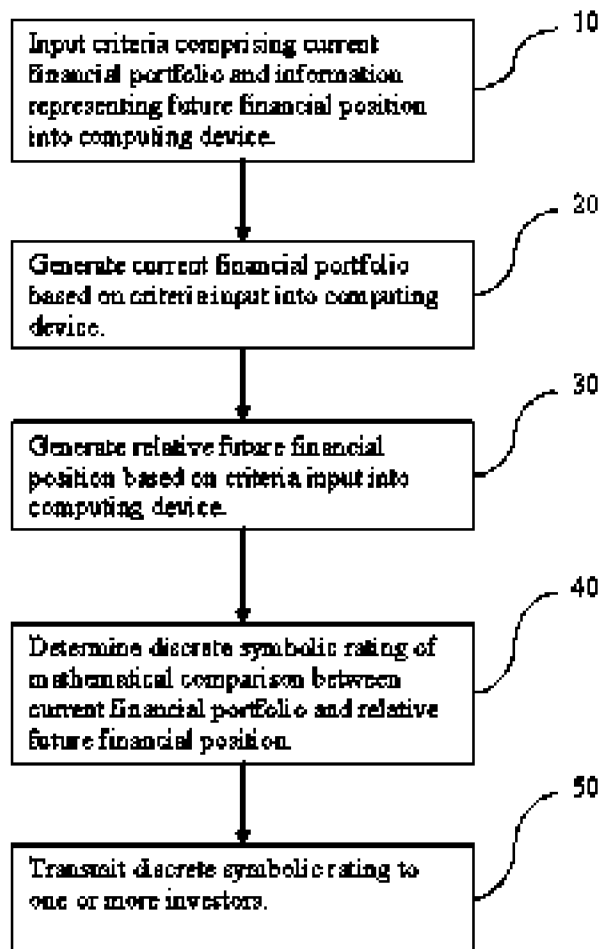 10
Input criteria comprising current
financial portfolio and information
representing future financial position
into computing device.
20
Generate current financial portfolio
based on criteria input into computing
device.
30
Generate relative future financial
position based on criteria input into
computing device.
40
Determine discrete symbolic rating of
mathematical comparison between
current financial portfolio and relative
future financial position.
50
Transmit discrete symbolic rating to
one or more investors.